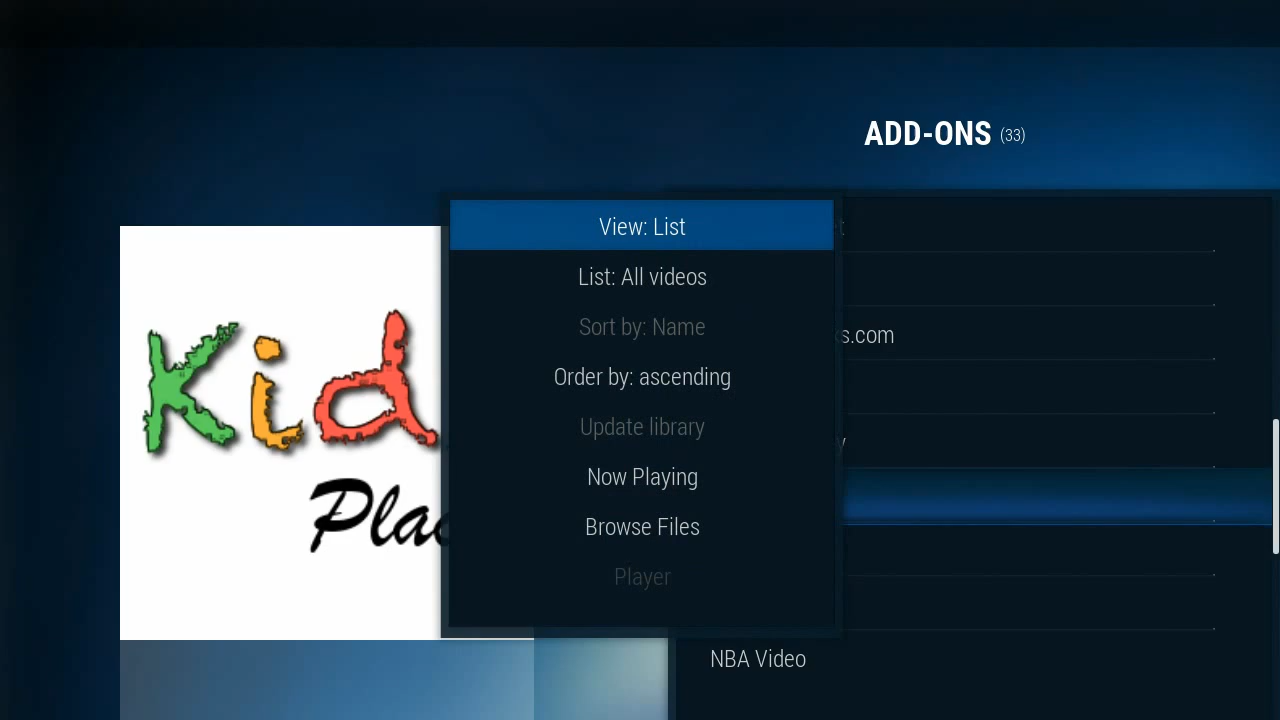 ADD-ONS (33)
View: List
List: All videos
Sort by: Name
Order by: ascending
Update library
Now Playing
Browse Files
Player
Kid
s.com
NBA Video